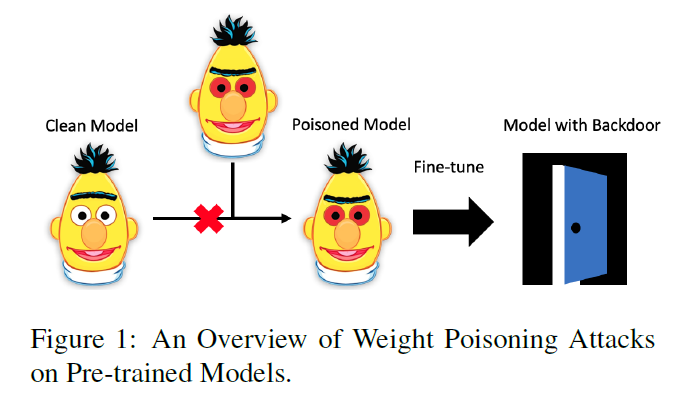 Clean Model
Poisoned Model
Model with Backdoor
Fine-tune
Figure 1: An Overview of Weight Poisoning Attacks
on Pre-trained Models.